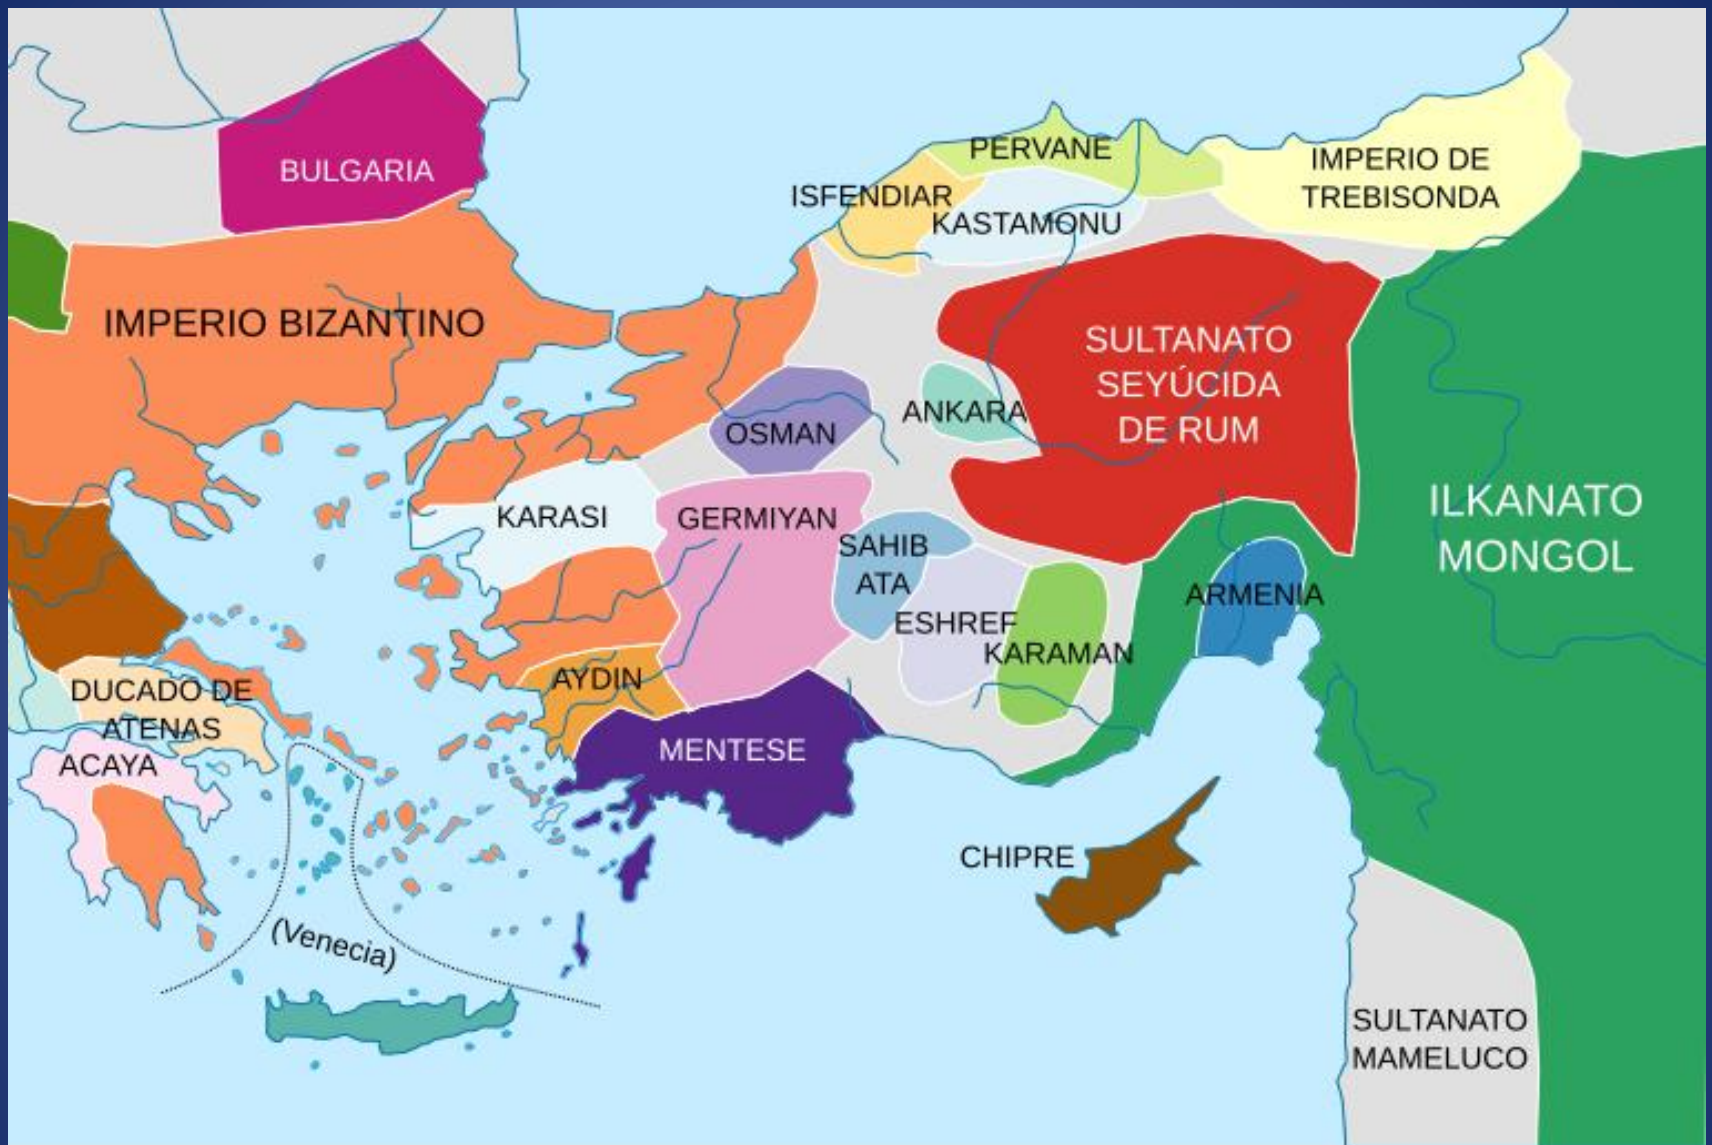 BULGARIA
PERVANE
IMPERIO DE
TREBISONDA
ISFENDIAR
KASTAMONU
IMPERIO BIZANTINO
SULTANATO
SEYÚCIDA
DE RUM
ANKARA
OSMAN
ILKANATO
MONGOL
KARASI
GERMIYAN
SAHIB
ATA
ARMENIA
ESHREF
KARAMAN
AYDIN
DUCADO DE
ATENAS
ACAYA
MENTESE
CHIPRE
(Venecia)
SULTANATO
MAMELUCO